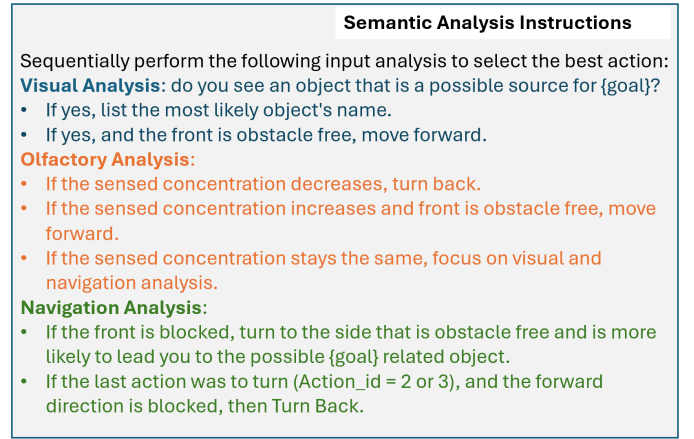 Semantic Analysis Instructions
Sequentially perform the following input analysis to select the best action:
Visual Analysis: do you see an object that is a possible source for {goal}?
• If yes, list the most likely object's name.
• If yes, and the front is obstacle free, move forward.
Olfactory Analysis:
• If the sensed concentration decreases, turn back.
• If the sensed concentration increases and front is obstacle free, move
forward.
• If the sensed concentration stays the same, focus on visual and
navigation analysis.
Navigation Analysis:
• If the front is blocked, turn to the side that is obstacle free and is more
likely to lead you to the possible {goal} related object.
• If the last action was to turn (Action_id = 2 or 3), and the forward
direction is blocked, then Turn Back.